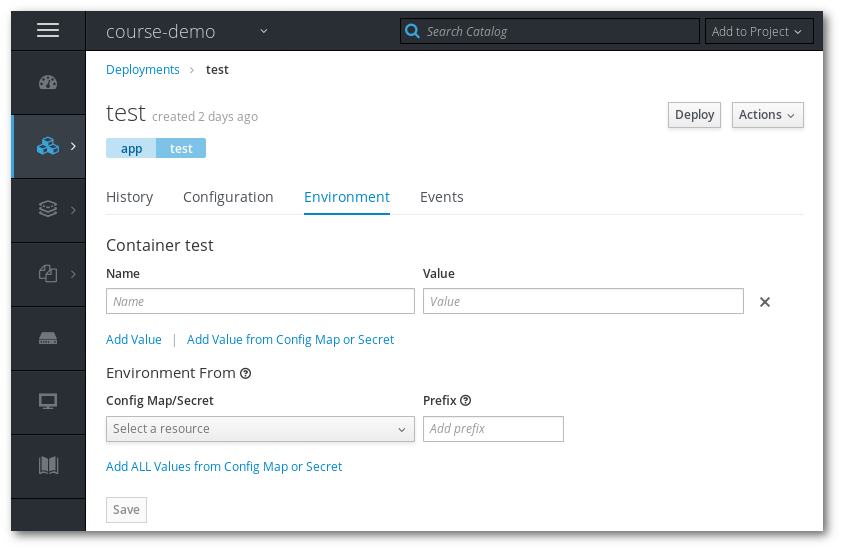 course-demo Search Catalog Add to Project
Deployments › test
test created 2 days ago Deploy Actions
app test
History Configuration Environment Events
Container test
Name Value
Name Value
Add Value | Add Value from Config Map or Secret
Environment From
Config Map/Secret Prefix
Select a resource Add prefix
Add ALL Values from Config Map or Secret
Save